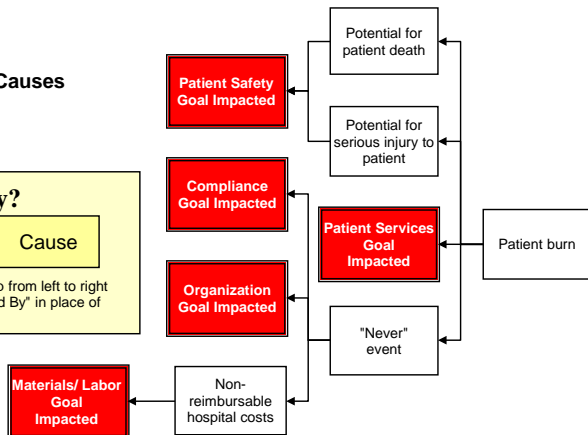 Causes
Potential for
patient death
Patient Safety
Goal Impacted
Potential for
serious injury to
patient
Compliance
Goal Impacted
Cause
from left to right
By" in place of
Patient Services
Goal
Impacted
Patient burn
Organization
Goal Impacted
"Never"
event
Materials/ Labor
Goal
Impacted
Non-
reimbursable
hospital costs